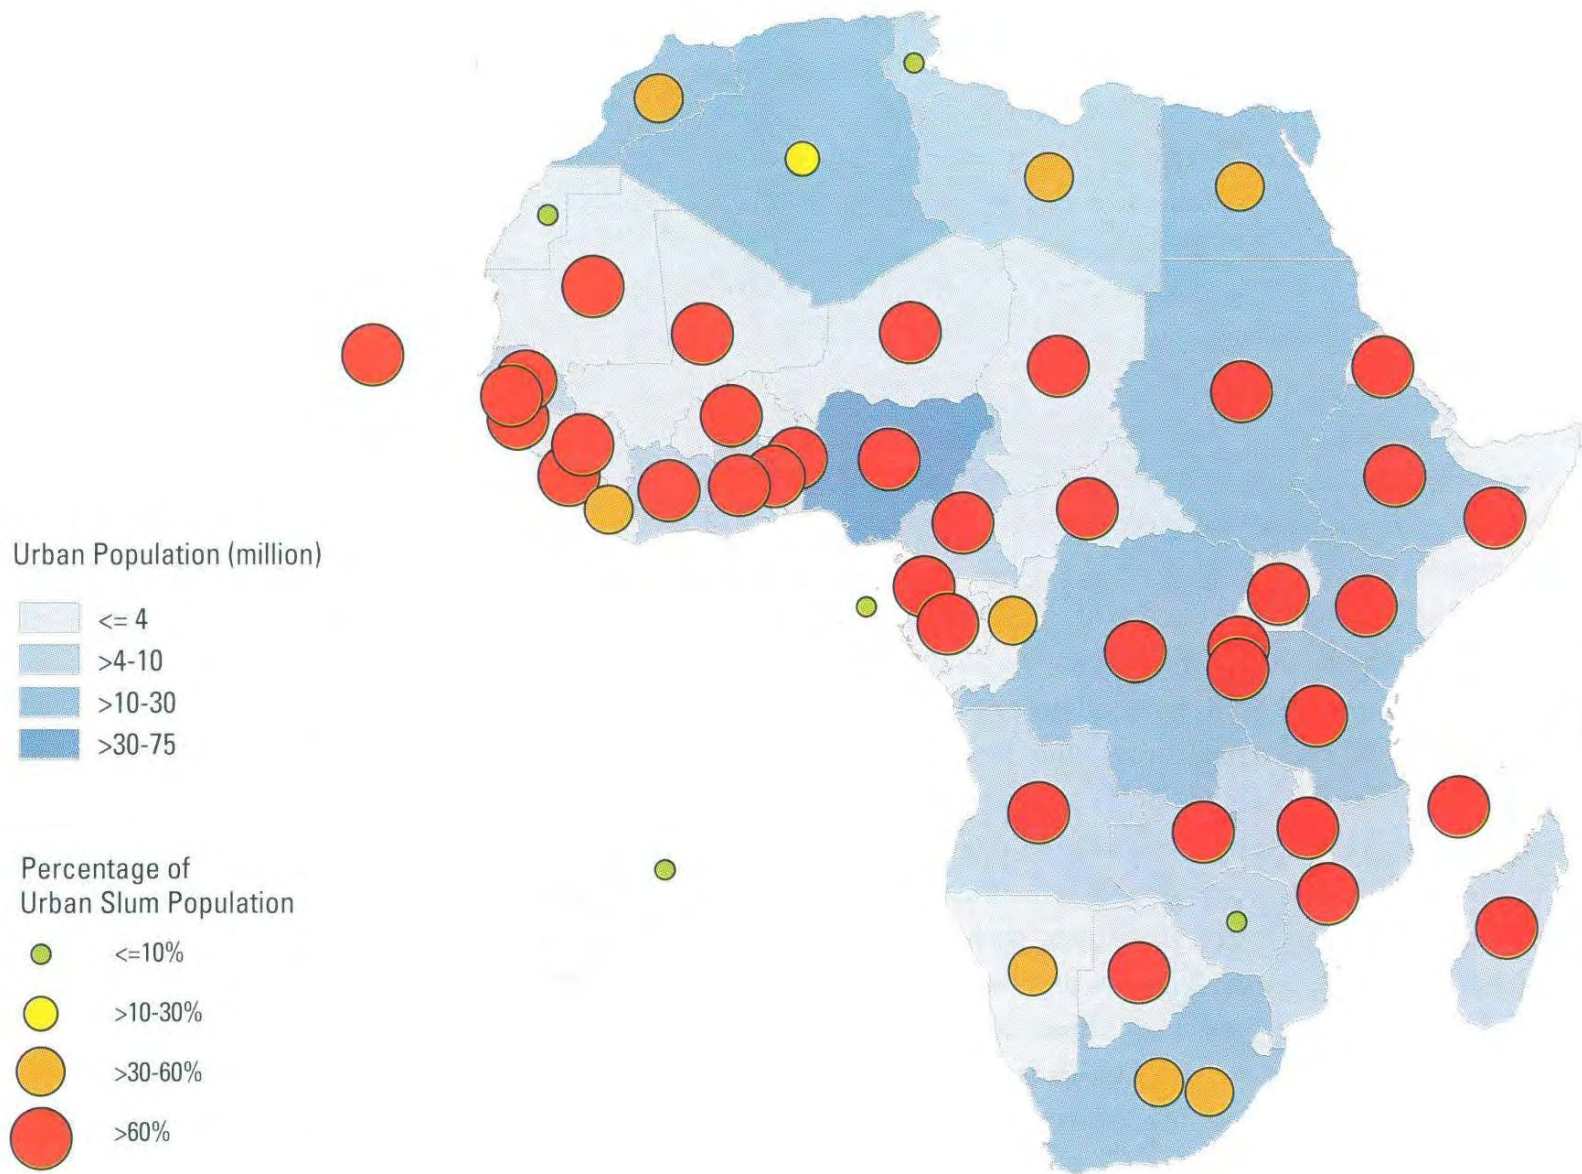 Urban Population (million)
<= 4
>4-10
>10-30
>30-75
Percentage of
Urban Slum Population
<=10%
>10-30%
>30-60%
>60%